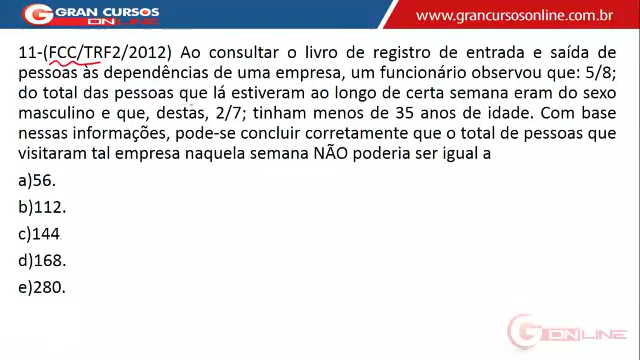 GRAN CURSOS
ONLINE
www.grancursosonline.com.br
11-(FCC/TRF2/2012) Ao consultar o livro de registro de entrada e saída de
pessoas às dependências de uma empresa, um funcionário observou que: 5/8;
do total das pessoas que lá estiveram ao longo de certa semana eram do sexo
masculino e que, destas, 2/7; tinham menos de 35 anos de idade. Com base
nessas informações, pode-se concluir corretamente que o total de pessoas que
visitaram tal empresa naquela semana NÃO poderia ser igual a
a)56.
b)112.
c)144
d)168.
e)280.
G ONLINE